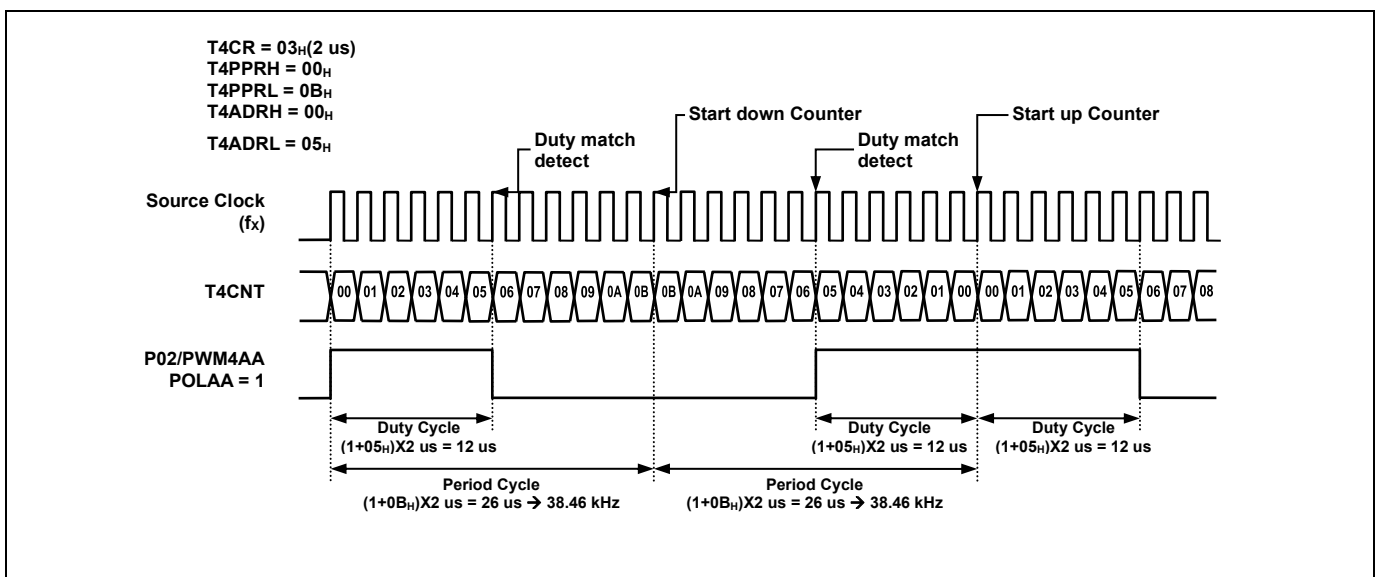 T4CR = 03H(2 us)
T4PPRH = 00H
T4PPRL = 0BH
T4ADRH = 00H
T4ADRL = 05H
Duty match
detect
Start down Counter
Duty match
detect
Start up Counter
Source Clock
(fX)
T4CNT
00 01 02 03 04 05 06 07 08 09 0A 0B 0B 0A 09 08 07 06 05 04 03 02 01 00 00 01 02 03 04 05 06 07 08
P02/PWM4AA
POLAA = 1
Duty Cycle
(1+05H)X2 us = 12 us
Duty Cycle
(1+05H)X2 us = 12 us
Duty Cycle
(1+05H)X2 us = 12 us
Period Cycle
(1+0BH)X2 us = 26 us → 38.46 kHz
Period Cycle
(1+0BH)X2 us = 26 us → 38.46 kHz